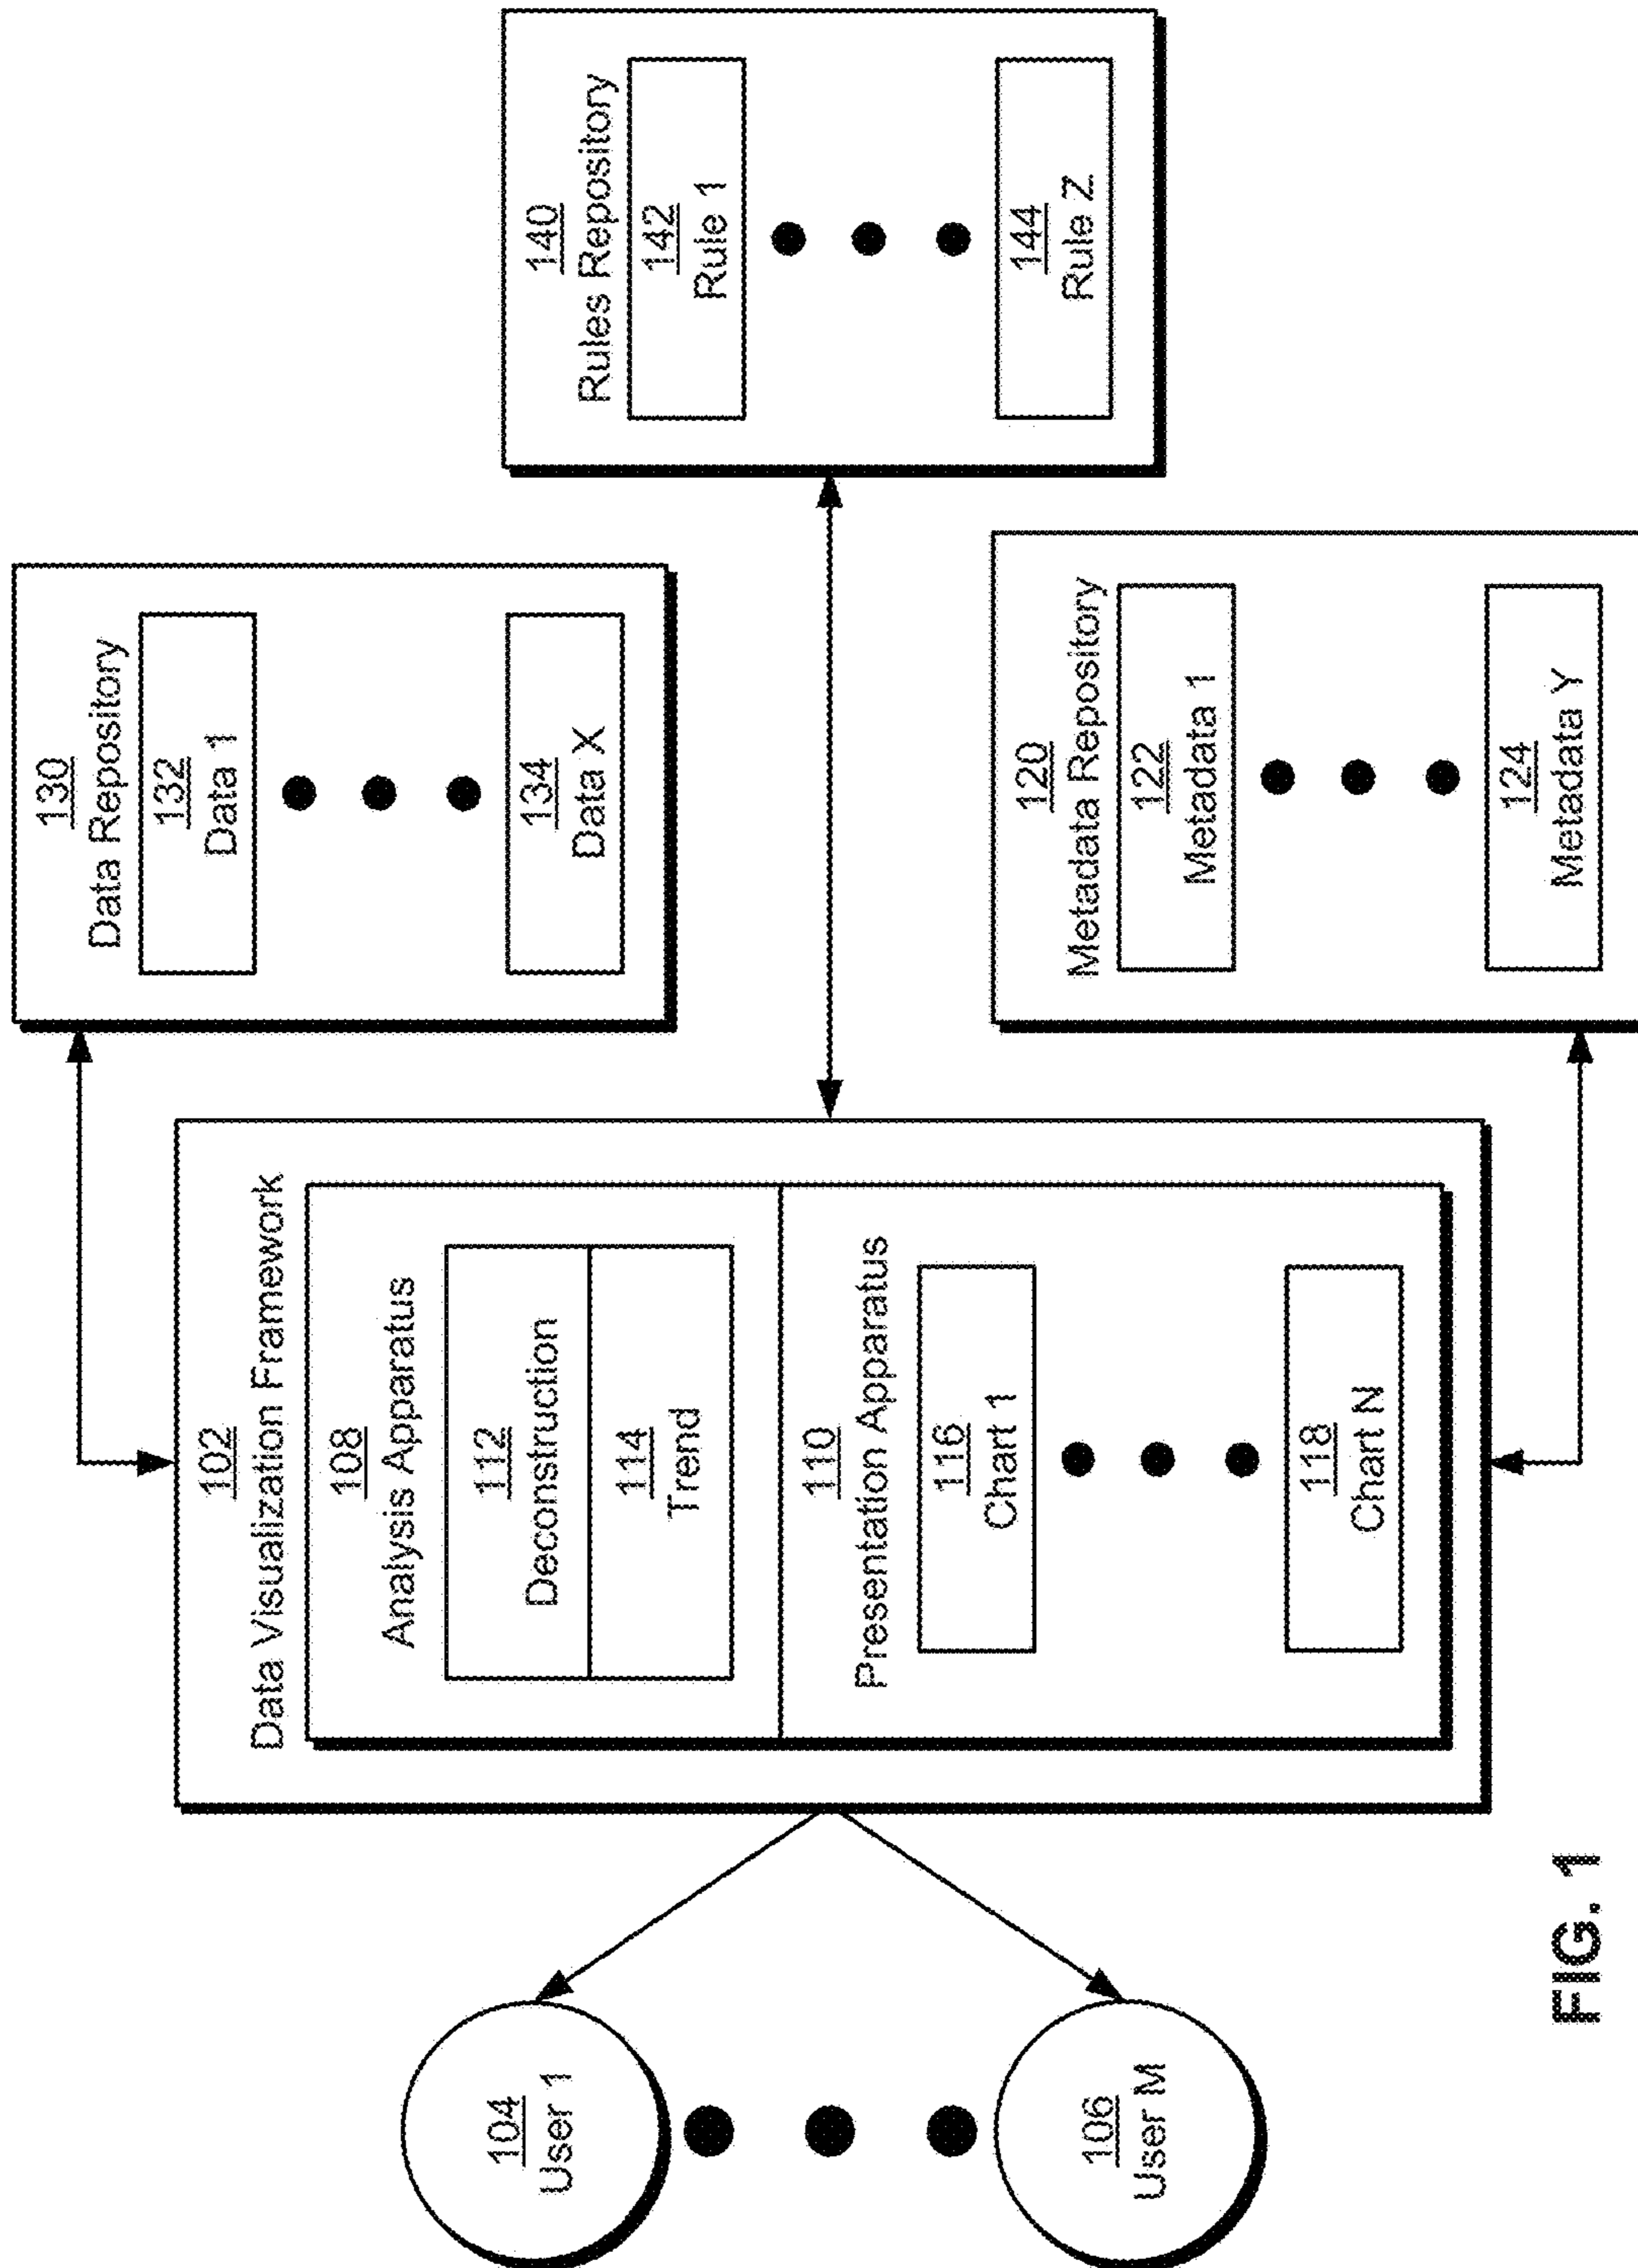 104
User 1
106
User M
102
Data Visualization Framework
108
Analysis Apparatus
112
Deconstruction
114
Trend
110
Presentation Apparatus
116
Chart 1
118
Chart N
130
Data Repository
132
Data 1
134
Data X
120
Metadata Repository
122
Metadata 1
124
Metadata Y
140
Rules Repository
142
Rule 1
144
Rule Z
FIG. 1